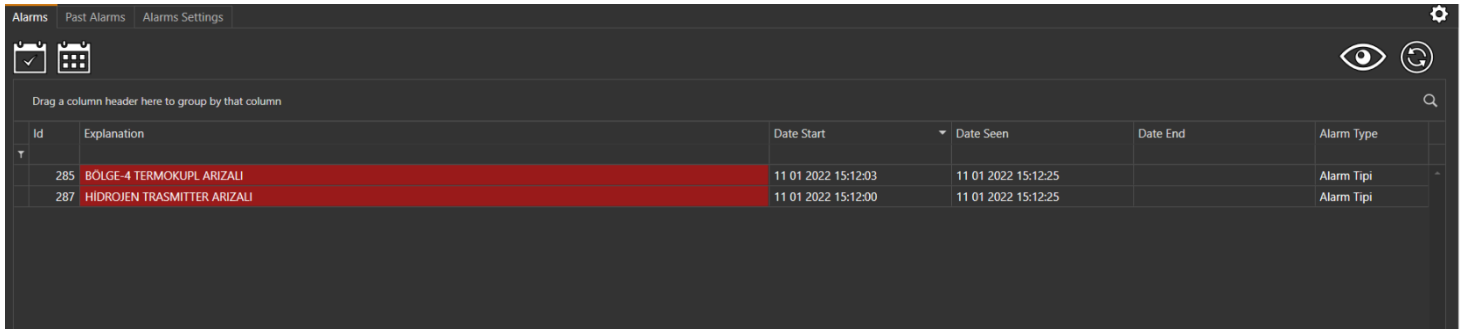 Alarms Past Alarms Alarms Settings
Drag a column header here to group by that column
Id Explanation Date Start Date Seen Date End Alarm Type
285 BÖLGE-4 TERMOKUPL ARIZALI 11 01 2022 15:12:03 11 01 2022 15:12:25 Alarm Tipi
287 HİDROJEN TRASMITTER ARIZALI 11 01 2022 15:12:00 11 01 2022 15:12:25 Alarm Tipi